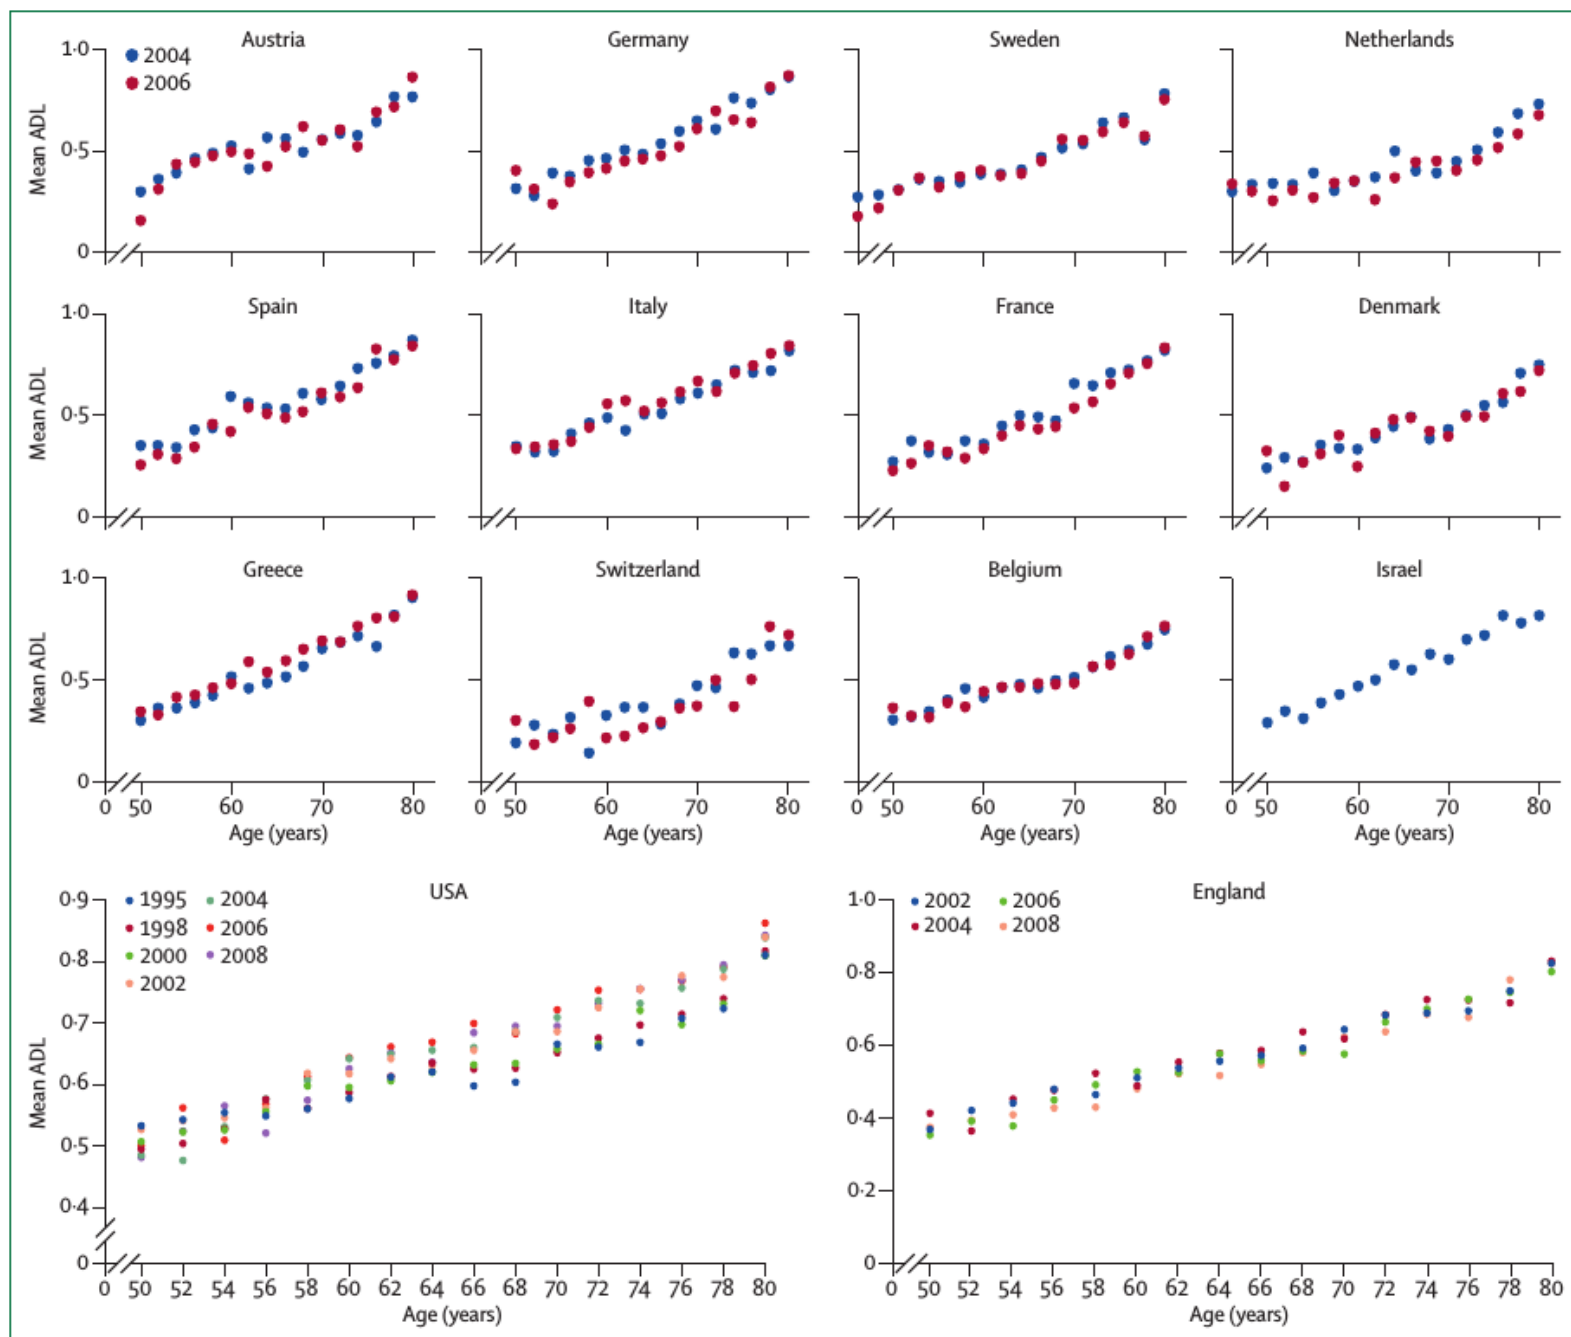 Austria
Germany
Sweden
Netherlands
1·0
2004
2006
Mean ADL
0·5
0
Spain
Italy
France
Denmark
1·0
Mean ADL
0·5
0
Greece
Switzerland
Belgium
Israel
1·0
Mean ADL
0·5
0
0 50 60 70 80
0 50 60 70 80
0 50 60 70 80
0 50 60 70 80
Age (years)
Age (years)
Age (years)
Age (years)
USA
0·9
1995 2004
1998 2006
2000 2008
2002
0·8
0·7
Mean ADL
0·6
0·5
0·4
0
0 50 52 54 56 58 60 62 64 66 68 70 72 74 76 78 80
Age (years)
England
1·0
2002 2006
2004 2008
0·8
0·6
0·4
0·2
0
0 50 52 54 56 58 60 62 64 66 68 70 72 74 76 78 80
Age (years)